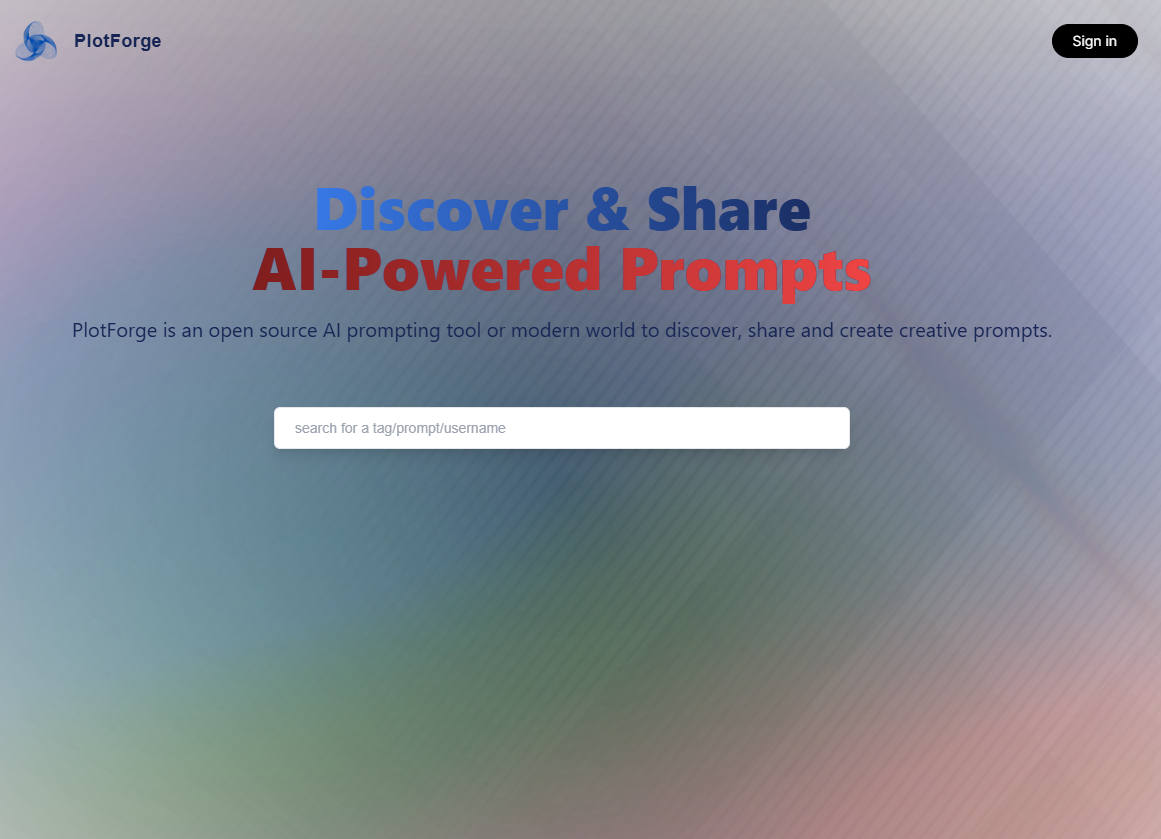 PlotForge
Sign in
Discover & Share
AI-Powered Prompts
PlotForge is an open source AI prompting tool or modern world to discover, share and create creative prompts.
search for a tag/prompt/username